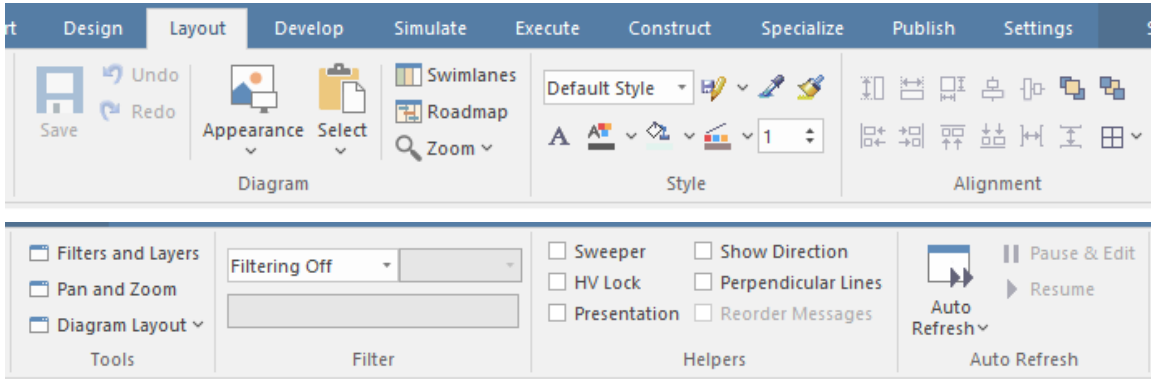 rt Design Layout Develop Simulate Execute Construct Specialize Publish Settings S
Undo Swimlanes
Default Style
Redo Roadmap
Save Appearance Select Zoom
A 1
Diagram Style Alignment
Filters and Layers Sweeper Show Direction Pause & Edit
Filtering Off
Pan and Zoom HV Lock Perpendicular Lines Resume
Auto
Diagram Layout Presentation Reorder Messages Refresh
Tools Filter Helpers Auto Refresh